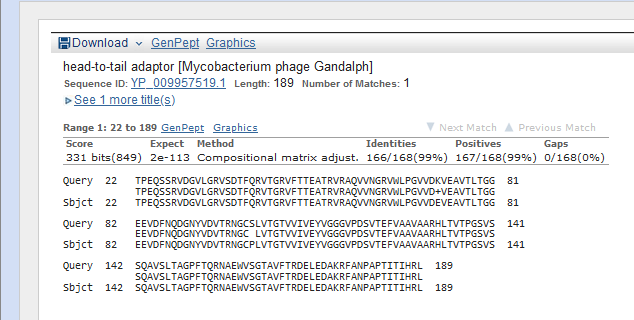 Download GenPept Graphics
head-to-tail adaptor [Mycobacterium phage Gandalph]
Sequence ID: YP_009957519.1 Length: 189 Number of Matches: 1
See 1 more title(s)
Range 1: 22 to 189 GenPept Graphics Next Match Previous Match
Score Expect Method Identities Positives Gaps
331 bits(849) 2e-113 Compositional matrix adjust. 166/168(99%) 167/168(99%) 0/168(0%)
Query 22 TPEQSSRVDGVLGRVSDTFQRVTGRVFTTEATRVRAQVVNGRVWLPGVVDKVEAVTLTGG 81
TPEQSSRVDGVLGRVSDTFQRVTGRVFTTEATRVRAQVVNGRVWLPGVVD+VEAVTLTGG
Sbjct 22 TPEQSSRVDGVLGRVSDTFQRVTGRVFTTEATRVRAQVVNGRVWLPGVVDEVEAVTLTGG 81
Query 82 EEVDFNQDGNYVDVTRNGCSLVTGTVVIVEYVGGGVPDSVTEFVAAVAARHLTVTPGSVS 141
EEVDFNQDGNYVDVTRNGC LVTGTVVIVEYVGGGVPDSVTEFVAAVAARHLTVTPGSVS
Sbjct 82 EEVDFNQDGNYVDVTRNGCPLVTGTVVIVEYVGGGVPDSVTEFVAAVAARHLTVTPGSVS 141
Query 142 SQAVSLTAGPFTQRNAEWVSGTAVFTRDELEDAKRFANPAPTITIHRL 189
SQAVSLTAGPFTQRNAEWVSGTAVFTRDELEDAKRFANPAPTITIHRL
Sbjct 142 SQAVSLTAGPFTQRNAEWVSGTAVFTRDELEDAKRFANPAPTITIHRL 189